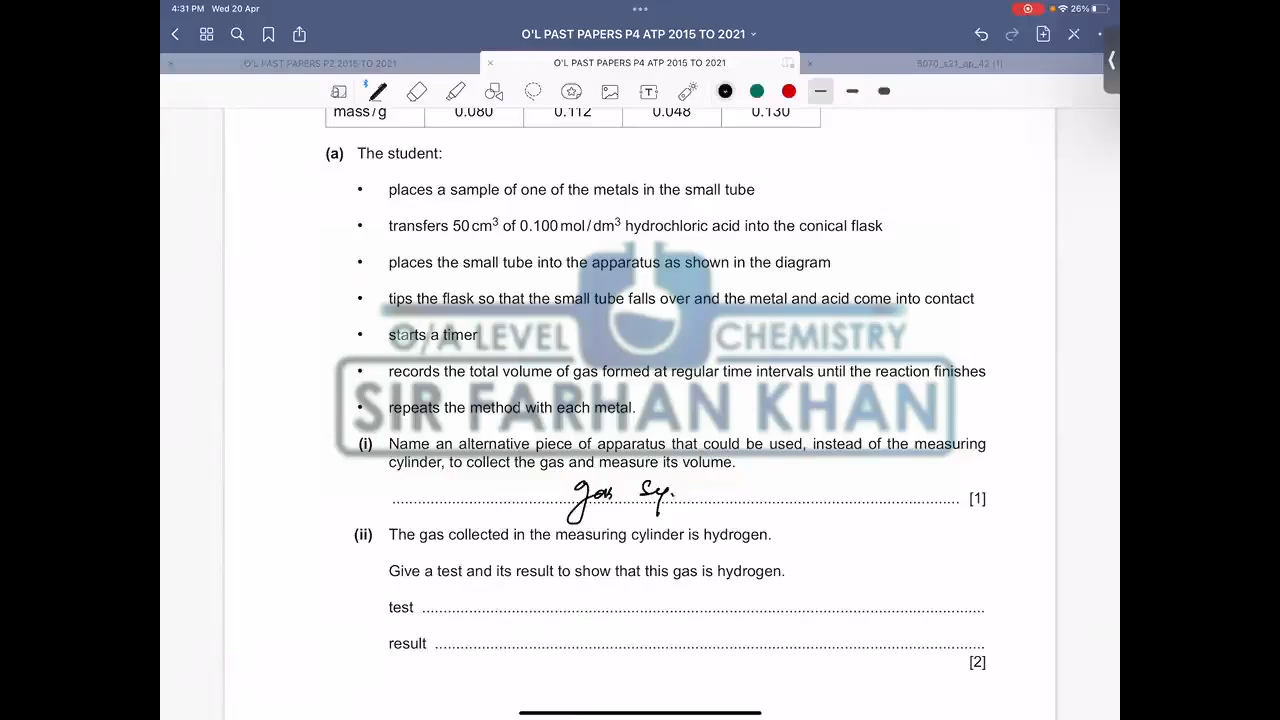 4:31 PM Wed 20 Apr
26%
O'L PAST PAPERS P4 ATP 2015 TO 2021
O'L PAST PAPERS P2 2015 TO 2021
O'L PAST PAPERS P4 ATP 2015 TO 2021
5070_s21_qp_42 (1)
mass/g 0.080 0.112 0.048 0.130
(a) The student:
• places a sample of one of the metals in the small tube
• transfers 50 cm³ of 0.100 mol/dm³ hydrochloric acid into the conical flask
• places the small tube into the apparatus as shown in the diagram
• tips the flask so that the small tube falls over and the metal and acid come into contact
• starts a timer
O/A LEVEL CHEMISTRY
• records the total volume of gas formed at regular time intervals until the reaction finishes
SIR FARHAN KHAN
• repeats the method with each metal.
(i) Name an alternative piece of apparatus that could be used, instead of the measuring
cylinder, to collect the gas and measure its volume.
gas sy.
[1]
(ii) The gas collected in the measuring cylinder is hydrogen.
Give a test and its result to show that this gas is hydrogen.
test
result
[2]